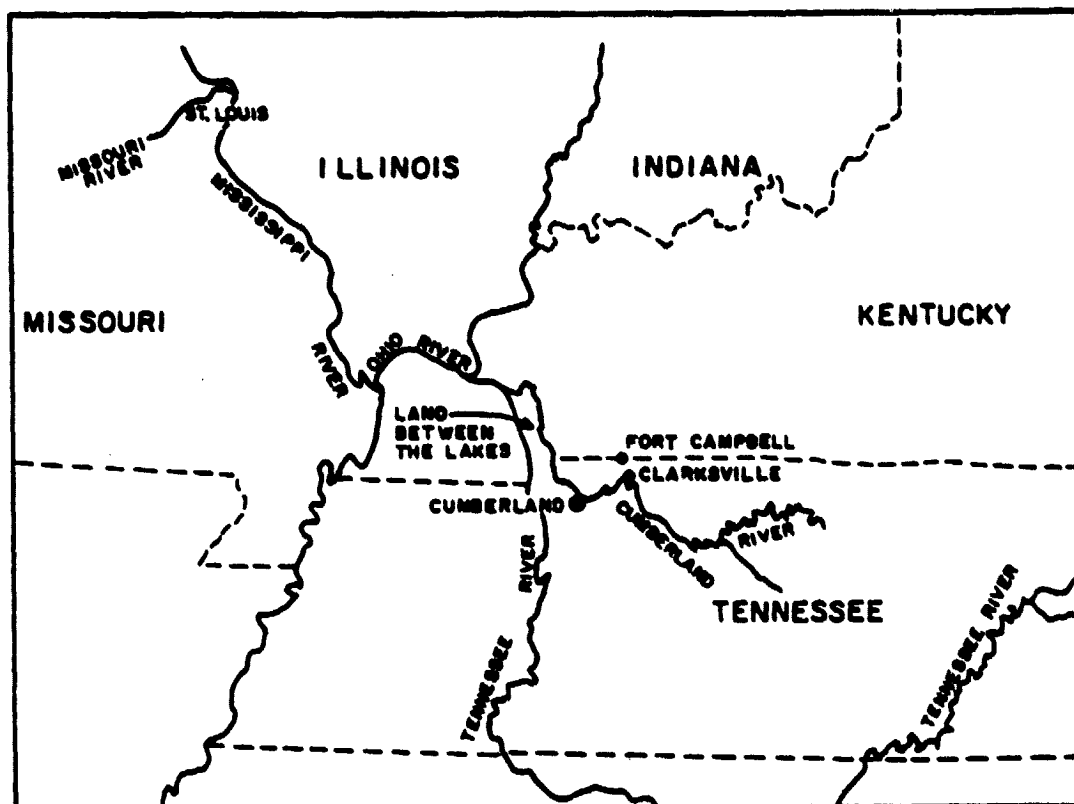 ST. LOUIS
MISSOURI
RIVER
ILLINOIS
INDIANA
MISSISSIPPI
RIVER
MISSOURI
KENTUCKY
OHIO RIVER
LAND
BETWEEN
THE LAKES
FORT CAMPBELL
CLARKSVILLE
CUMBERLAND
CUMBERLAND
RIVER
TENNESSEE
RIVER
TENNESSEE
TENNESSEE RIVER